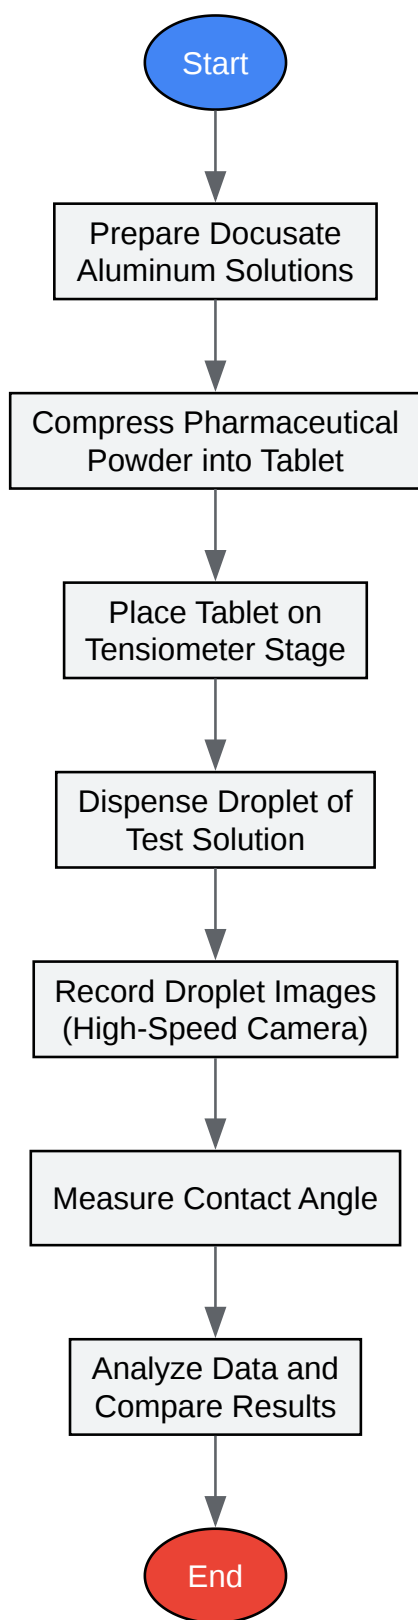 Start
Prepare Docusate
Aluminum Solutions
Compress Pharmaceutical
Powder into Tablet
Place Tablet on
Tensiometer Stage
Dispense Droplet of
Test Solution
Record Droplet Images
(High-Speed Camera)
Measure Contact Angle
Analyze Data and
Compare Results
End